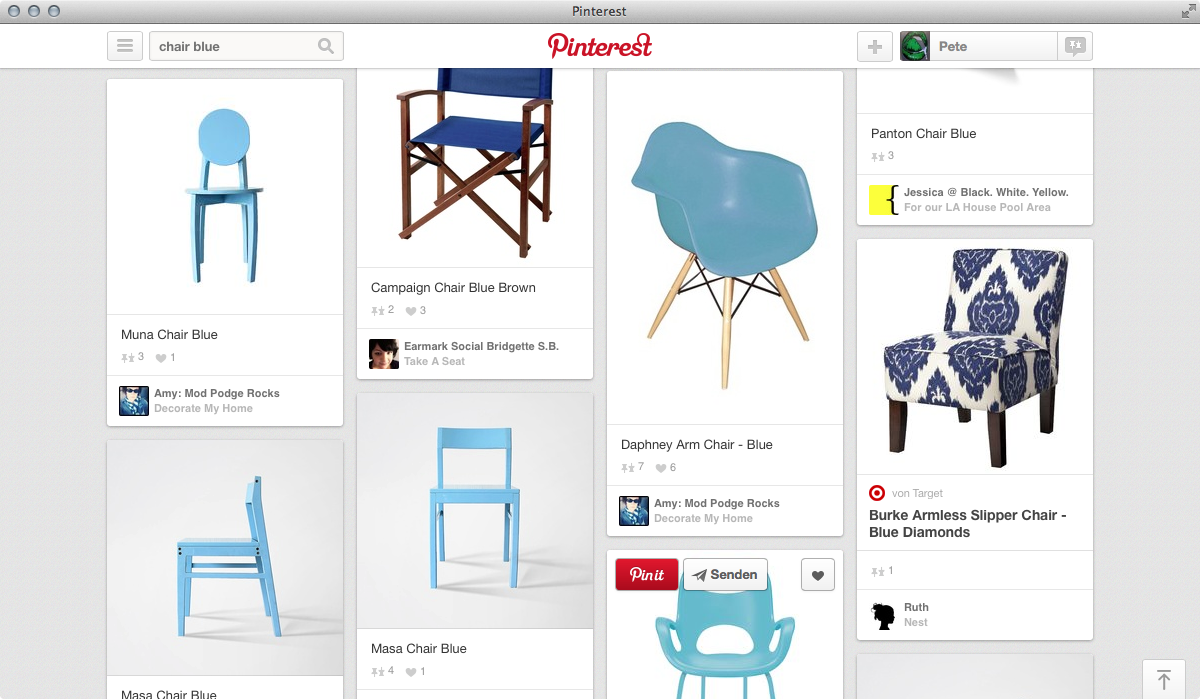 Pinterest
chair blue
Pinterest
Pete
Muna Chair Blue
3 1
Amy: Mod Podge Rocks
Decorate My Home
Masa Chair Blue
Campaign Chair Blue Brown
2 3
Earmark Social Bridgette S.B.
Take A Seat
Masa Chair Blue
4 1
Daphney Arm Chair - Blue
7 6
Amy: Mod Podge Rocks
Decorate My Home
Pin it
Senden
Panton Chair Blue
3
Jessica @ Black. White. Yellow.
For our LA House Pool Area
von Target
Burke Armless Slipper Chair -
Blue Diamonds
1
Ruth
Nest